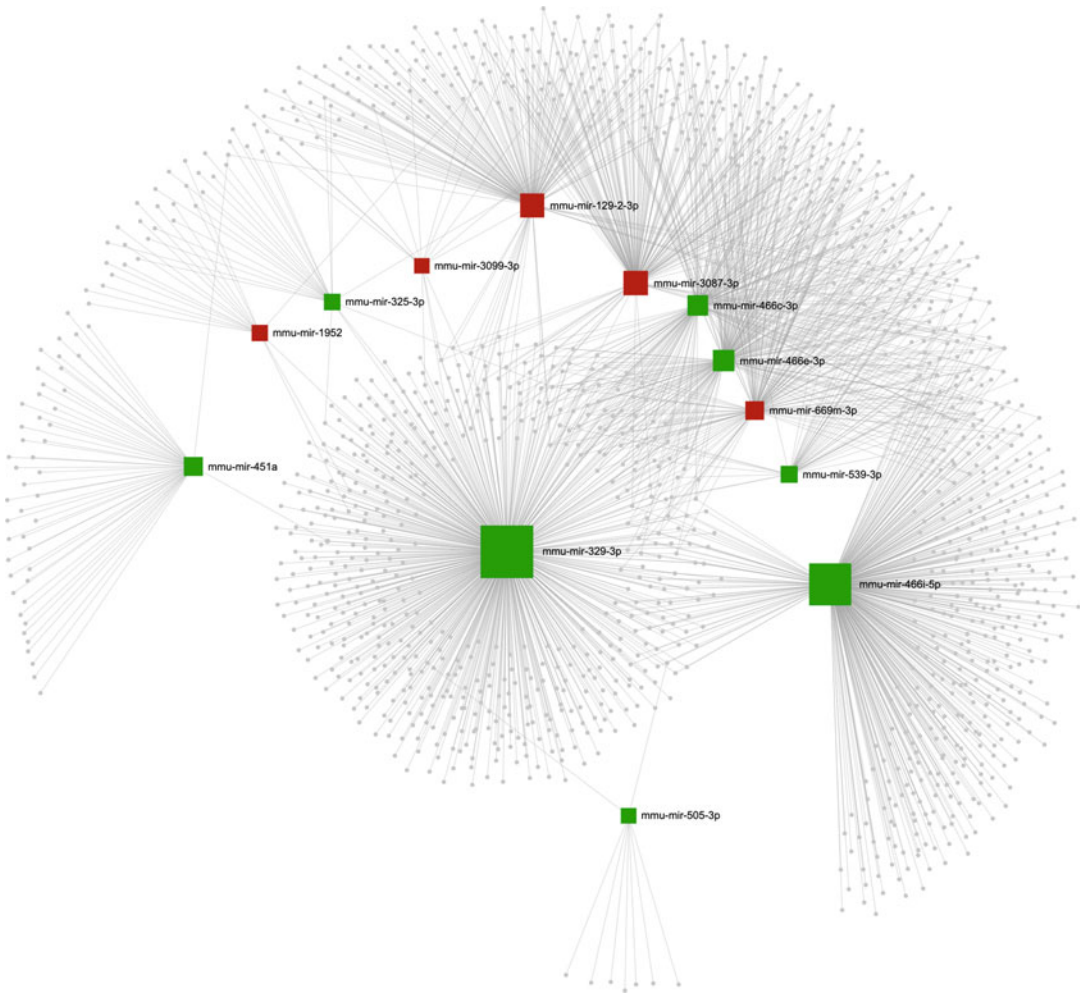 mmu-mir-129-2-3p
mmu-mir-3099-3p
mmu-mir-3087-3p
mmu-mir-325-3p
mmu-mir-466c-3p
mmu-mir-1952
mmu-mir-466e-3p
mmu-mir-669m-3p
mmu-mir-451a
mmu-mir-539-3p
mmu-mir-329-3p
mmu-mir-466i-5p
mmu-mir-505-3p